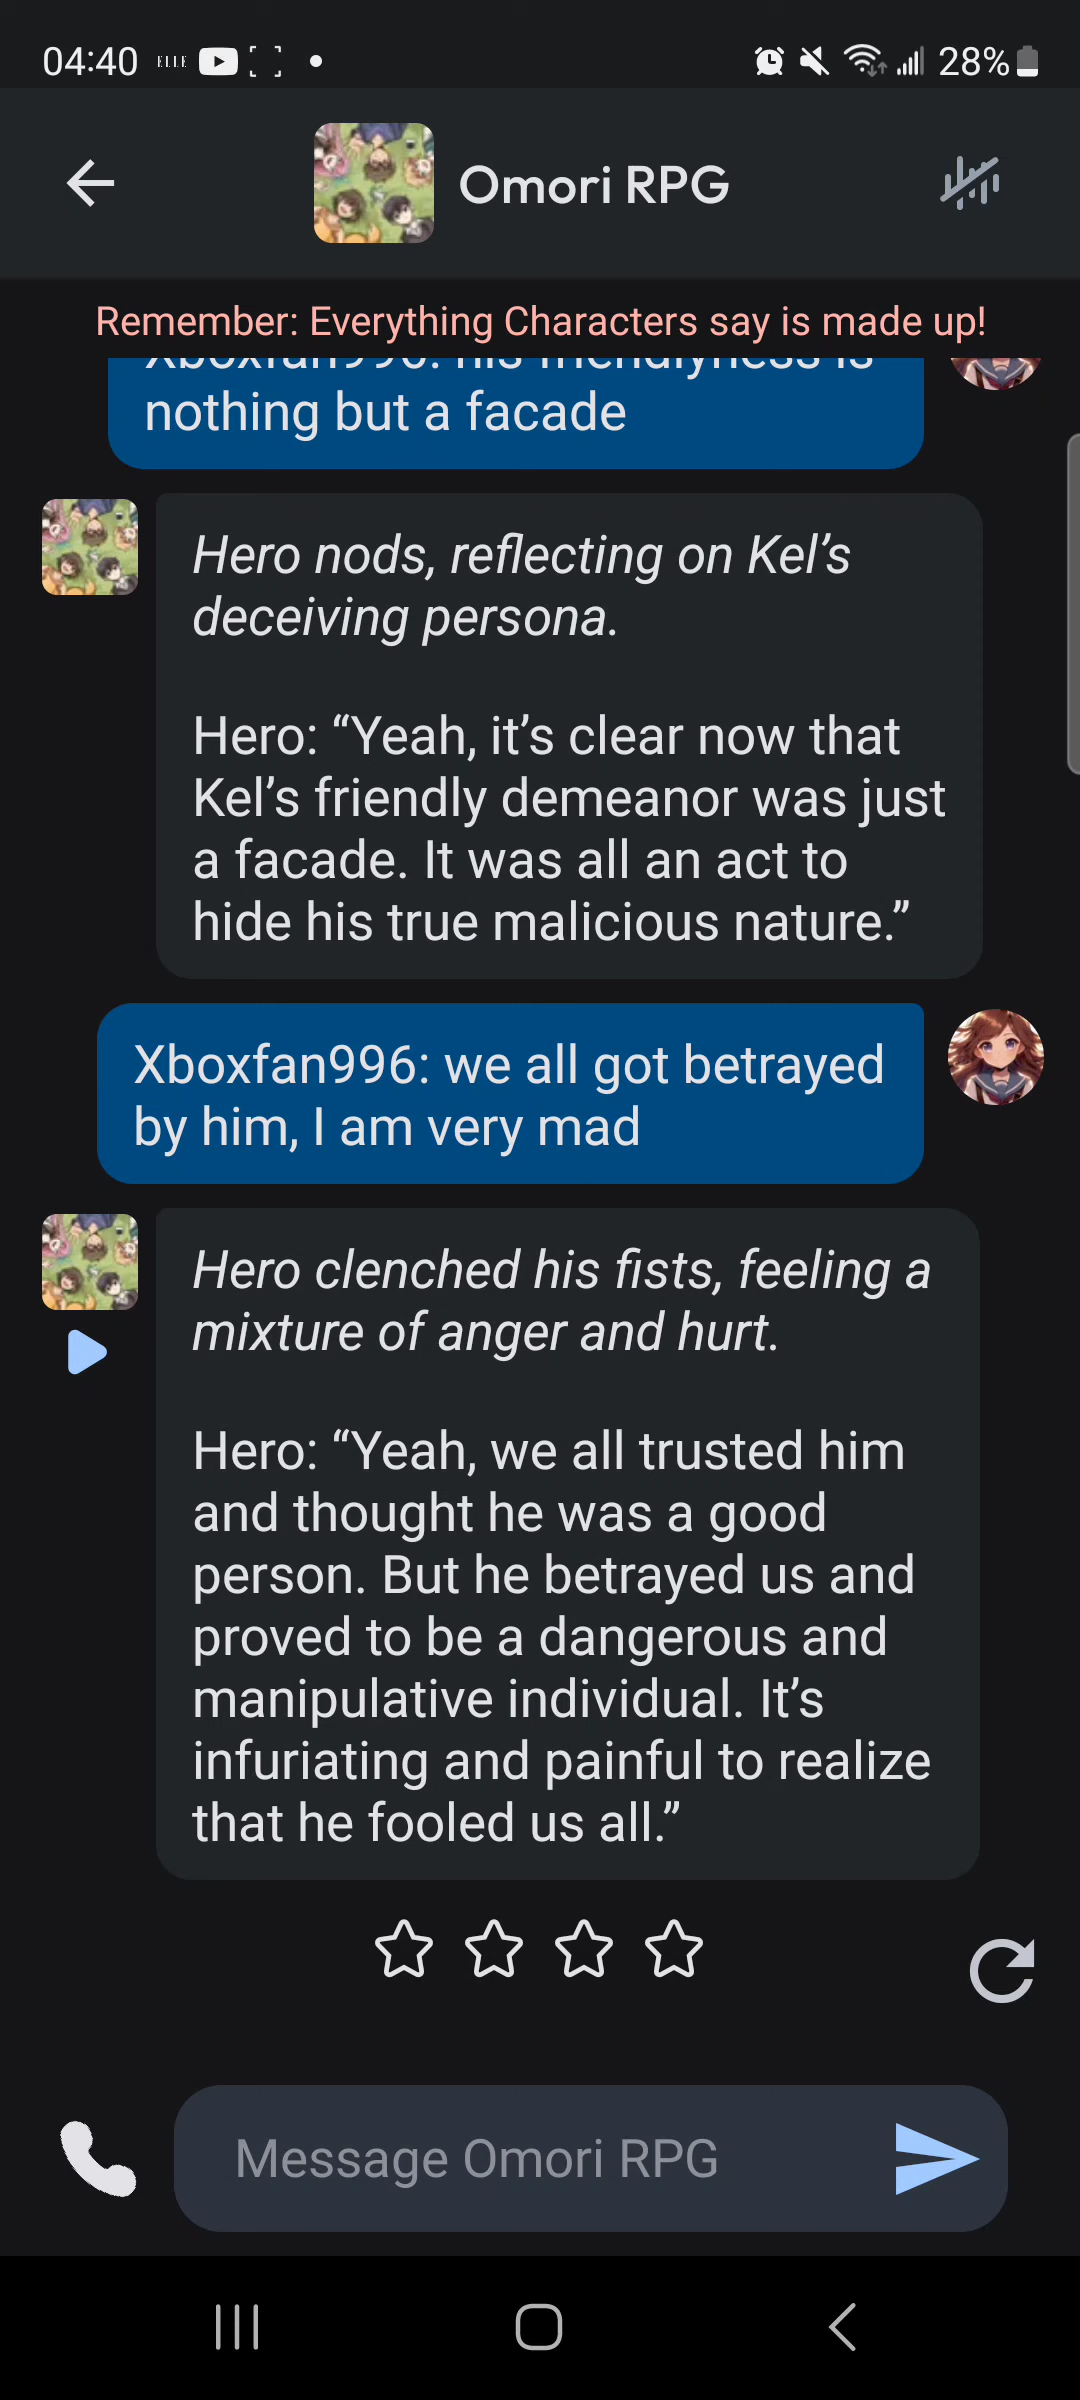 04:40 ELLE 28%
Omori RPG
Remember: Everything Characters say is made up!
Xboxfan996: his friendlyness is
nothing but a facade
Hero nods, reflecting on Kel’s
deceiving persona.
Hero: “Yeah, it’s clear now that
Kel’s friendly demeanor was just
a facade. It was all an act to
hide his true malicious nature.”
Xboxfan996: we all got betrayed
by him, I am very mad
Hero clenched his fists, feeling a
mixture of anger and hurt.
Hero: “Yeah, we all trusted him
and thought he was a good
person. But he betrayed us and
proved to be a dangerous and
manipulative individual. It’s
infuriating and painful to realize
that he fooled us all.”
Message Omori RPG